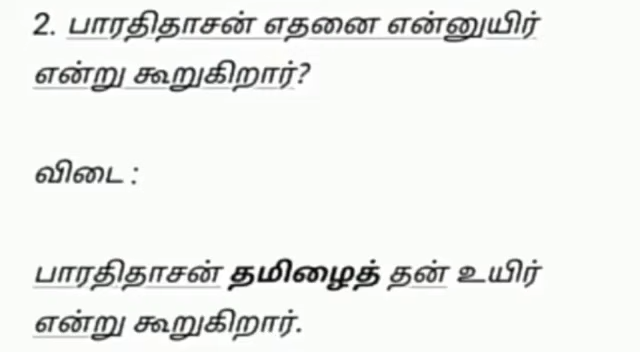 2. பாரதிதாசன் எதனை என்னுயிர்
என்று கூறுகிறார்?
விடை :
பாரதிதாசன் தமிழைத் தன் உயிர்
என்று கூறுகிறார்.